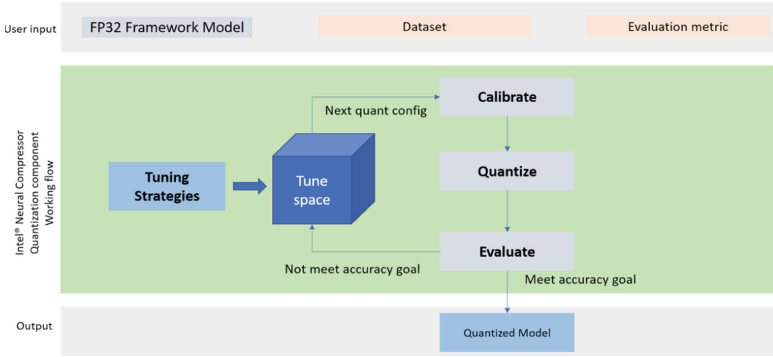 User input
FP32 Framework Model
Dataset
Evaluation metric
Intel® Neural Compressor
Quantization component
Working flow
Tuning
Strategies
Tune
space
Next quant config
Calibrate
Quantize
Evaluate
Not meet accuracy goal
Meet accuracy goal
Output
Quantized Model